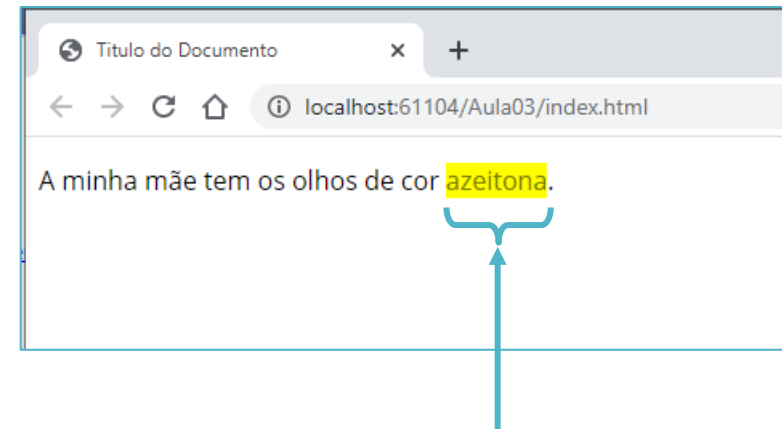 Titulo do Documento
localhost:61104/Aula03/index.html
A minha mãe tem os olhos de cor azeitona.